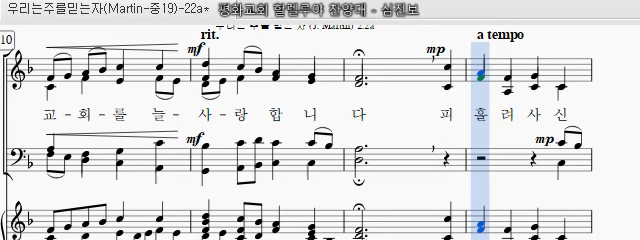 우리는주를믿는자(Martin-중19)-22a* 평화교회 할렐루야 찬양대 - 심진보
10 rit. a tempo
mf mp
교 - 회 - 를 늘 - 사 - 랑 합 니 다 피 흘 려 사 신
mf mp